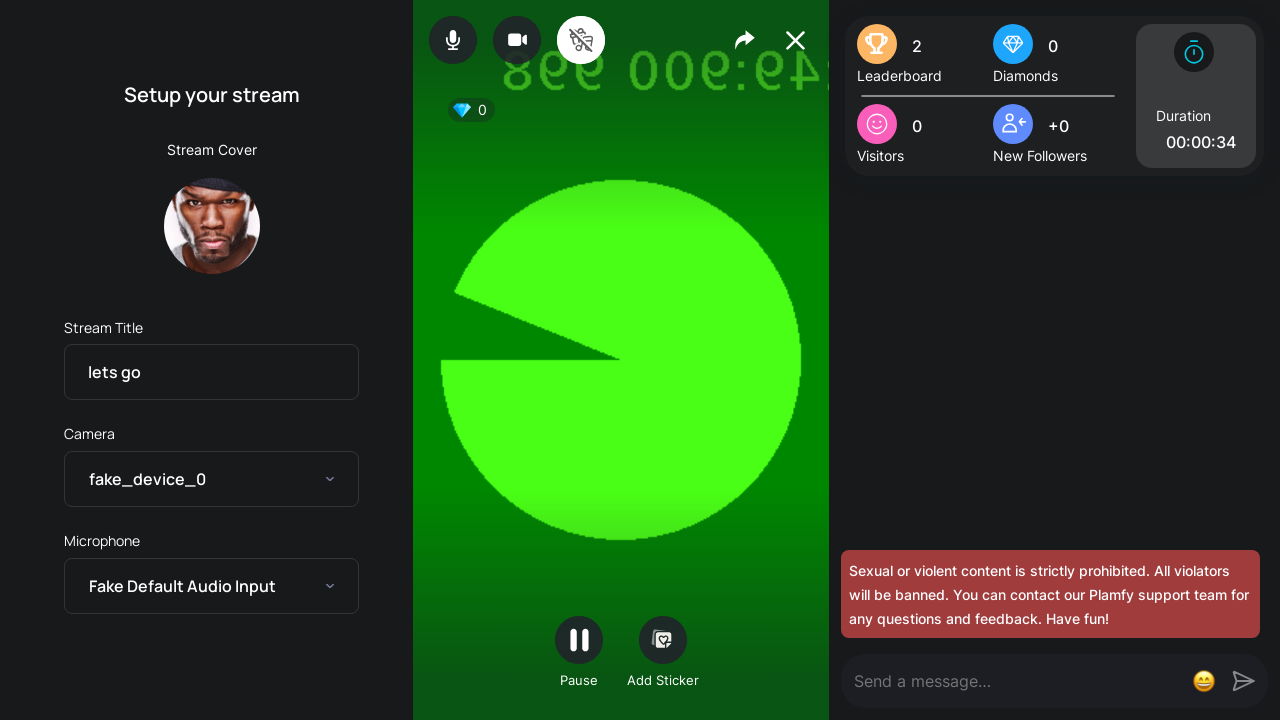 Setup your stream
Stream Cover
Stream Title
lets go
Camera
fake_device_0
Microphone
Fake Default Audio Input
49:900 998
0
Pause
Add Sticker
2
Leaderboard
0
Diamonds
0
Visitors
+0
New Followers
Duration
00:00:34
Sexual or violent content is strictly prohibited. All violators
will be banned. You can contact our Plamfy support team for
any questions and feedback. Have fun!
Send a message...